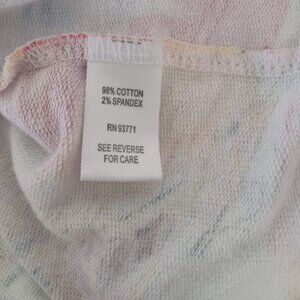 98% COTTON
2% SPANDEX
RN 93771
SEE REVERSE
FOR CARE